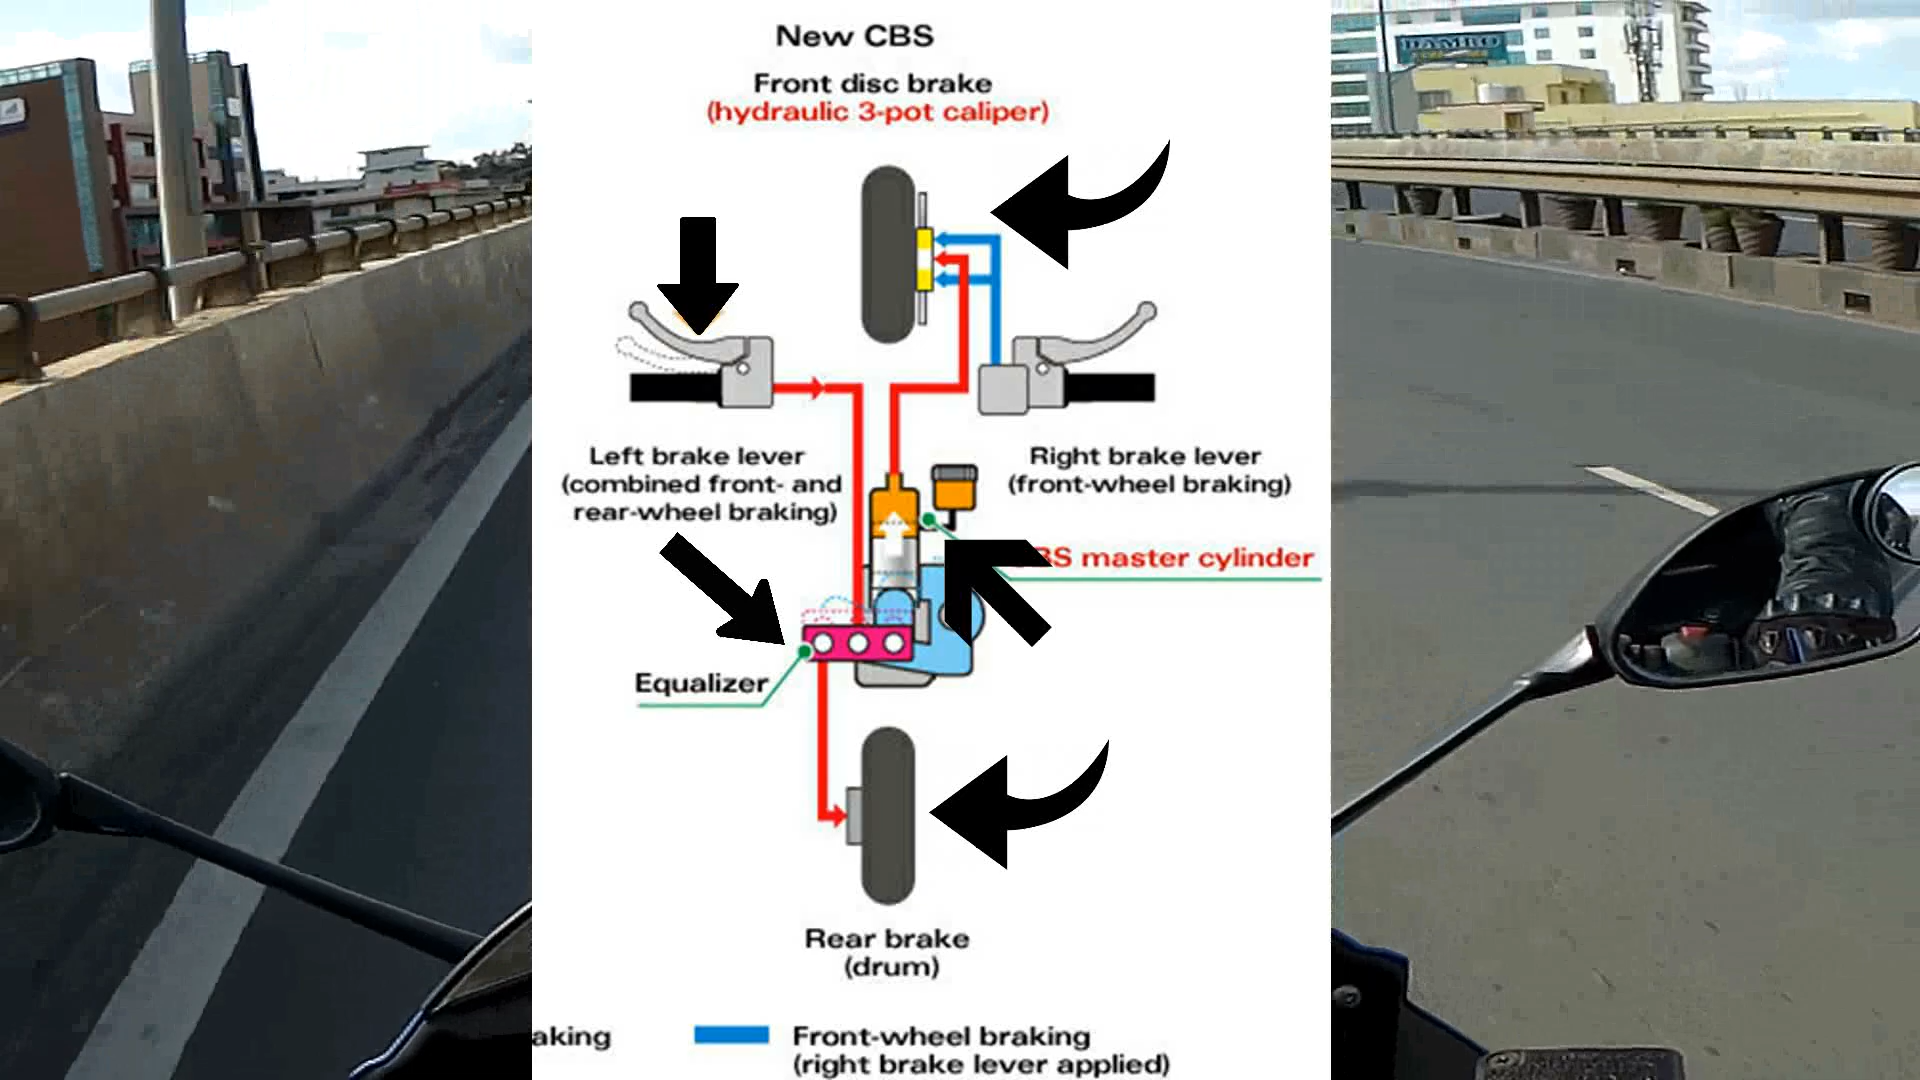 New CBS
Front disc brake
(hydraulic 3-pot caliper)
DAMRO
Left brake lever
(combined front- and
rear-wheel braking)
Right brake lever
(front-wheel braking)
BS master cylinder
Equalizer
Rear brake
(drum)
aking
Front-wheel braking
(right brake lever applied)